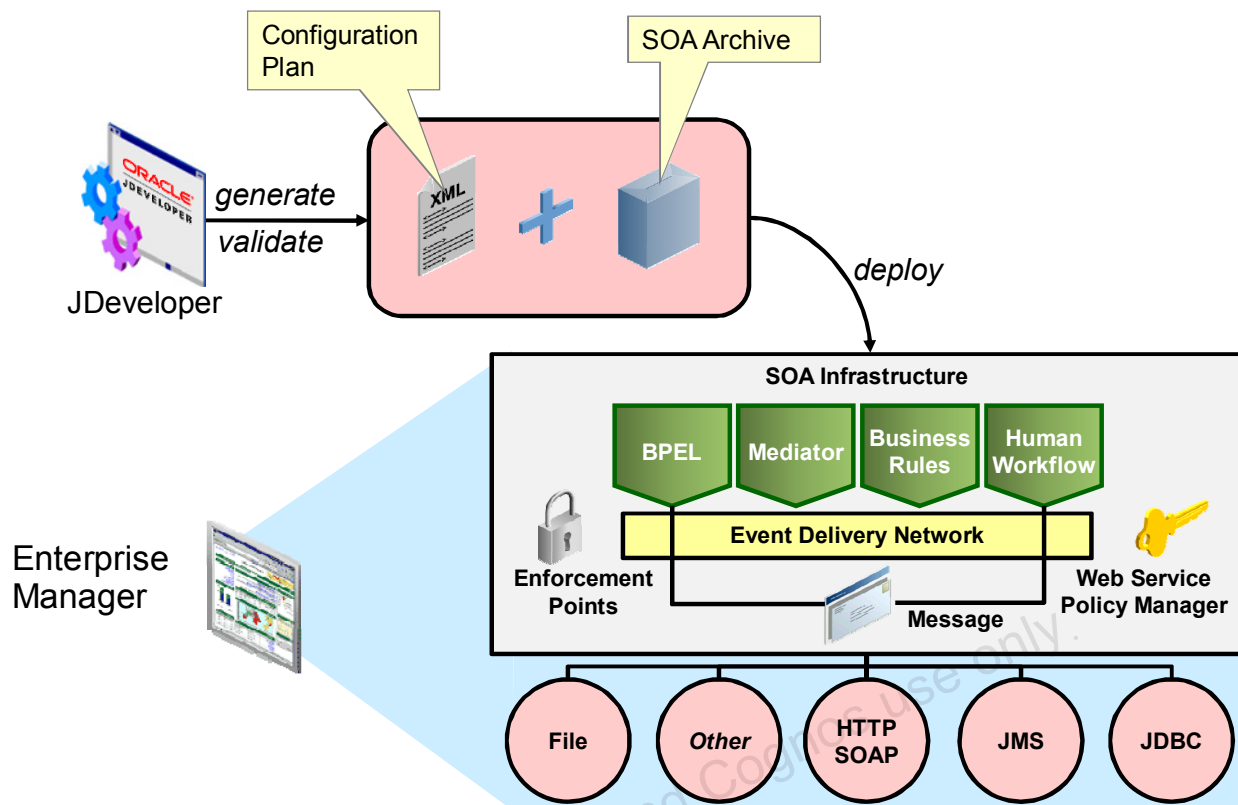 Configuration
Plan
SOA Archive
ORACLE
JDEVELOPER
XML
generate
validate
JDeveloper
deploy
SOA Infrastructure
BPEL
Mediator
Business
Rules
Human
Workflow
Event Delivery Network
Enterprise
Manager
Enforcement
Points
Message
Web Service
Policy Manager
File
Other
HTTP
SOAP
JMS
JDBC
Cognos use only.